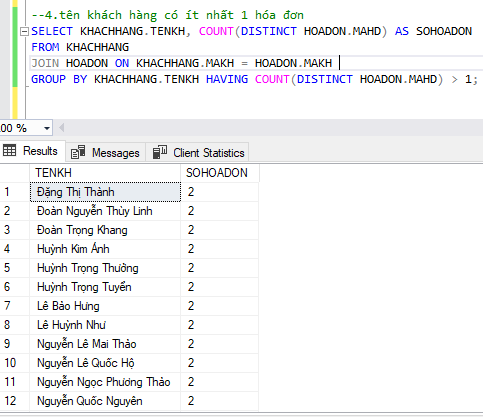 --4.tên khách hàng có ít nhất 1 hóa đơn
SELECT KHACHHANG.TENKH, COUNT(DISTINCT HOADON.MAHD) AS SOHOADON
FROM KHACHHANG
JOIN HOADON ON KHACHHANG.MAKH = HOADON.MAKH
GROUP BY KHACHHANG.TENKH HAVING COUNT(DISTINCT HOADON.MAHD) > 1;
00 %
Results Messages Client Statistics
TENKH SOHOADON
1 Đặng Thị Thành 2
2 Đoàn Nguyễn Thùy Linh 2
3 Đoàn Trọng Khang 2
4 Huỳnh Kim Ánh 2
5 Huỳnh Trọng Thưởng 2
6 Huỳnh Trọng Tuyển 2
7 Lê Bảo Hưng 2
8 Lê Huỳnh Như 2
9 Nguyễn Lê Mai Thảo 2
10 Nguyễn Lê Quốc Hộ 2
11 Nguyễn Ngọc Phương Thảo 2
12 Nguyễn Quốc Nguyên 2